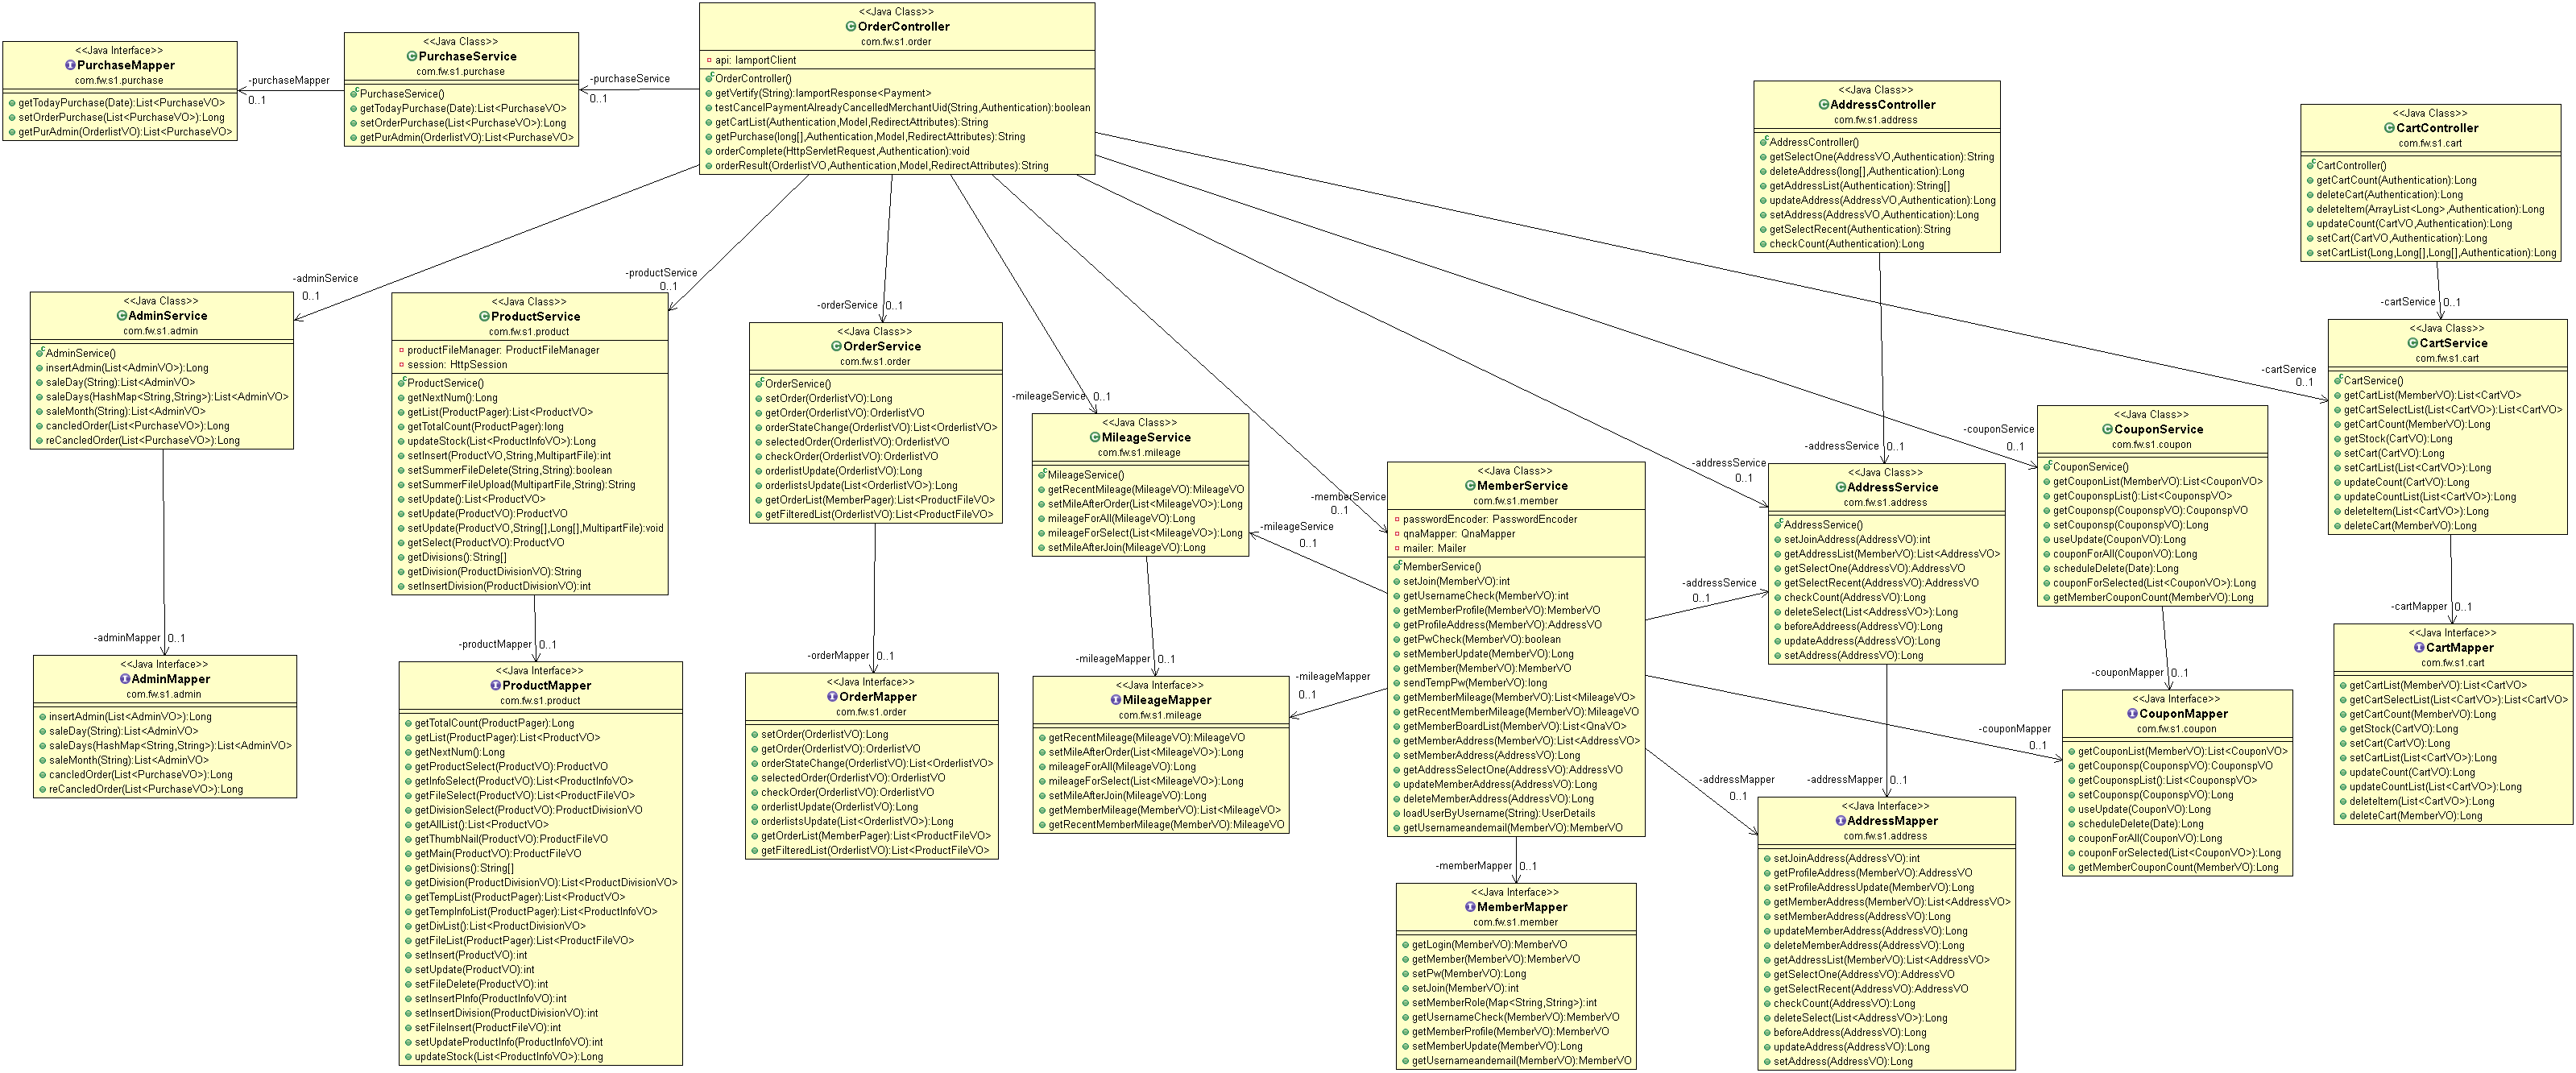 <<Java Interface>>
PurchaseMapper
com.fw.s1.purchase
getTodayPurchase(Date):List<PurchaseVO>
setOrderPurchase(List<PurchaseVO>):Long
getPurAdmin(OrderlistVO):List<PurchaseVO>
-purchaseMapper
0..1
<<Java Class>>
PurchaseService
com.fw.s1.purchase
PurchaseService()
getTodayPurchase(Date):List<PurchaseVO>
setOrderPurchase(List<PurchaseVO>):Long
getPurAdmin(OrderlistVO):List<PurchaseVO>
-purchaseService
0..1
<<Java Class>>
OrderController
com.fw.s1.order
api: IamportClient
OrderController()
getVertify(String):IamportResponse<Payment>
testCancelPaymentAlreadyCancelledMerchantUid(String,Authentication):boolean
getCartList(Authentication,Model,RedirectAttributes):String
getPurchase(long[],Authentication,Model,RedirectAttributes):String
orderComplete(HttpServletRequest,Authentication):void
orderResult(OrderlistVO,Authentication,Model,RedirectAttributes):String
<<Java Class>>
AddressController
com.fw.s1.address
AddressController()
getSelectOne(AddressVO,Authentication):String
deleteAddress(long[],Authentication):Long
getAddressList(Authentication):String[]
updateAddress(AddressVO,Authentication):Long
setAddress(AddressVO,Authentication):Long
getSelectRecent(Authentication):String
checkCount(Authentication):Long
<<Java Class>>
CartController
com.fw.s1.cart
CartController()
getCartCount(Authentication):Long
deleteCart(Authentication):Long
deleteItem(ArrayList<Long>,Authentication):Long
updateCount(CartVO,Authentication):Long
setCart(CartVO,Authentication):Long
setCartList(Long,Long[],Long[],Authentication):Long
-adminService
0..1
<<Java Class>>
AdminService
com.fw.s1.admin
AdminService()
insertAdmin(List<AdminVO>):Long
saleDay(String):List<AdminVO>
saleDays(HashMap<String,String>):List<AdminVO>
saleMonth(String):List<AdminVO>
cancledOrder(List<PurchaseVO>):Long
reCancledOrder(List<PurchaseVO>):Long
-adminMapper
0..1
<<Java Interface>>
AdminMapper
com.fw.s1.admin
insertAdmin(List<AdminVO>):Long
saleDay(String):List<AdminVO>
saleDays(HashMap<String,String>):List<AdminVO>
saleMonth(String):List<AdminVO>
cancledOrder(List<PurchaseVO>):Long
reCancledOrder(List<PurchaseVO>):Long
-productService
0..1
<<Java Class>>
ProductService
com.fw.s1.product
productFileManager: ProductFileManager
session: HttpSession
ProductService()
getNextNum():Long
getList(ProductPager):List<ProductVO>
getTotalCount(ProductPager):long
updateStock(List<ProductInfoVO>):Long
setInsert(ProductVO,String,MultipartFile):int
setSummerFileDelete(String,String):boolean
setSummerFileUpload(MultipartFile,String):String
setUpdate():List<ProductVO>
setUpdate(ProductVO):ProductVO
setUpdate(ProductVO,String[],Long[],MultipartFile):void
getSelect(ProductVO):ProductVO
getDivisions():String[]
getDivision(ProductDivisionVO):String
setInsertDivision(ProductDivisionVO):int
-productMapper
0..1
<<Java Interface>>
ProductMapper
com.fw.s1.product
getTotalCount(ProductPager):Long
getList(ProductPager):List<ProductVO>
getNextNum():Long
getProductSelect(ProductVO):ProductVO
getInfoSelect(ProductVO):List<ProductInfoVO>
getFileSelect(ProductVO):List<ProductFileVO>
getDivisionSelect(ProductVO):ProductDivisionVO
getAllList():List<ProductVO>
getThumbNail(ProductVO):ProductFileVO
getMain(ProductVO):ProductFileVO
getDivisions():String[]
getDivision(ProductDivisionVO):List<ProductDivisionVO>
getTempList(ProductPager):List<ProductVO>
getTempInfoList(ProductPager):List<ProductInfoVO>
getDivList():List<ProductDivisionVO>
getFileList(ProductPager):List<ProductFileVO>
setInsert(ProductVO):int
setUpdate(ProductVO):int
setFileDelete(ProductVO):int
setInsertPInfo(ProductInfoVO):int
setInsertDivision(ProductDivisionVO):int
setFileInsert(ProductFileVO):int
setUpdateProductInfo(ProductInfoVO):int
updateStock(List<ProductInfoVO>):Long
-orderService
0..1
<<Java Class>>
OrderService
com.fw.s1.order
OrderService()
setOrder(OrderlistVO):Long
getOrder(OrderlistVO):OrderlistVO
orderStateChange(OrderlistVO):List<OrderlistVO>
selectedOrder(OrderlistVO):OrderlistVO
checkOrder(OrderlistVO):OrderlistVO
orderlistUpdate(OrderlistVO):Long
orderlistsUpdate(List<OrderlistVO>):Long
getOrderList(MemberPager):List<ProductFileVO>
getFilteredList(OrderlistVO):List<ProductFileVO>
-orderMapper
0..1
<<Java Interface>>
OrderMapper
com.fw.s1.order
setOrder(OrderlistVO):Long
getOrder(OrderlistVO):OrderlistVO
orderStateChange(OrderlistVO):List<OrderlistVO>
selectedOrder(OrderlistVO):OrderlistVO
checkOrder(OrderlistVO):OrderlistVO
orderlistUpdate(OrderlistVO):Long
orderlistsUpdate(List<OrderlistVO>):Long
getOrderList(MemberPager):List<ProductFileVO>
getFilteredList(OrderlistVO):List<ProductFileVO>
-mileageService
0..1
<<Java Class>>
MileageService
com.fw.s1.mileage
MileageService()
getRecentMileage(MileageVO):MileageVO
setMileAfterOrder(List<MileageVO>):Long
mileageForAll(MileageVO):Long
mileageForSelect(List<MileageVO>):Long
setMileAfterJoin(MileageVO):Long
-mileageMapper
0..1
<<Java Interface>>
MileageMapper
com.fw.s1.mileage
getRecentMileage(MileageVO):MileageVO
setMileAfterOrder(List<MileageVO>):Long
mileageForAll(MileageVO):Long
mileageForSelect(List<MileageVO>):Long
setMileAfterJoin(MileageVO):Long
getMemberMileage(MemberVO):List<MileageVO>
getRecentMemberMileage(MemberVO):MileageVO
-memberService
0..1
-mileageService
0..1
-mileageMapper
0..1
<<Java Class>>
MemberService
com.fw.s1.member
passwordEncoder: PasswordEncoder
qnaMapper: QnaMapper
mailer: Mailer
MemberService()
setJoin(MemberVO):int
getUsernameCheck(MemberVO):int
getMemberProfile(MemberVO):MemberVO
getProfileAddress(MemberVO):AddressVO
getPwCheck(MemberVO):boolean
setMemberUpdate(MemberVO):Long
getMember(MemberVO):MemberVO
sendTempPw(MemberVO):long
getMemberMileage(MemberVO):List<MileageVO>
getRecentMemberMileage(MemberVO):MileageVO
getMemberBoardList(MemberVO):List<QnaVO>
getMemberAddress(MemberVO):List<AddressVO>
setMemberAddress(AddressVO):Long
getAddressSelectOne(AddressVO):AddressVO
updateMemberAddress(AddressVO):Long
deleteMemberAddress(AddressVO):Long
loadUserByUsername(String):UserDetails
getUsernameandemail(MemberVO):MemberVO
-memberMapper
0..1
<<Java Interface>>
MemberMapper
com.fw.s1.member
getLogin(MemberVO):MemberVO
getMember(MemberVO):MemberVO
setPw(MemberVO):Long
setJoin(MemberVO):int
setMemberRole(Map<String,String>):int
getUsernameCheck(MemberVO):MemberVO
getMemberProfile(MemberVO):MemberVO
setMemberUpdate(MemberVO):Long
getUsernameandemail(MemberVO):MemberVO
-addressService
0..1
-addressService
0..1
-addressService
0..1
<<Java Class>>
AddressService
com.fw.s1.address
AddressService()
setJoinAddress(AddressVO):int
getAddressList(MemberVO):List<AddressVO>
getSelectOne(AddressVO):AddressVO
getSelectRecent(AddressVO):AddressVO
checkCount(AddressVO):Long
deleteSelect(List<AddressVO>):Long
beforeAdreeess(AddressVO):Long
updateAddress(AddressVO):Long
setAddress(AddressVO):Long
-addressMapper
0..1
-addressMapper
0..1
<<Java Interface>>
AddressMapper
com.fw.s1.address
setJoinAddress(AddressVO):int
getProfileAddress(MemberVO):AddressVO
setProfileAddressUpdate(MemberVO):Long
getMemberAddress(MemberVO):List<AddressVO>
setMemberAddress(AddressVO):Long
updateMemberAddress(AddressVO):Long
deleteMemberAddress(AddressVO):Long
getAddressList(MemberVO):List<AddressVO>
getSelectOne(AddressVO):AddressVO
getSelectRecent(AddressVO):AddressVO
checkCount(AddressVO):Long
deleteSelect(List<AddressVO>):Long
beforeAddress(AddressVO):Long
updateAddress(AddressVO):Long
setAddress(AddressVO):Long
-couponService
0..1
<<Java Class>>
CouponService
com.fw.s1.coupon
CouponService()
getCouponList(MemberVO):List<CouponVO>
getCouponspList():List<CouponspVO>
getCouponsp(CouponspVO):CouponspVO
setCouponsp(CouponspVO):Long
useUpdate(CouponVO):Long
couponForAll(CouponVO):Long
scheduleDelete(Date):Long
couponForSelected(List<CouponVO>):Long
getMemberCouponCount(MemberVO):Long
-couponMapper
0..1
-couponMapper
0..1
<<Java Interface>>
CouponMapper
com.fw.s1.coupon
getCouponList(MemberVO):List<CouponVO>
getCouponsp(CouponspVO):CouponspVO
getCouponspList():List<CouponspVO>
setCouponsp(CouponspVO):Long
useUpdate(CouponVO):Long
scheduleDelete(Date):Long
couponForAll(CouponVO):Long
couponForSelected(List<CouponVO>):Long
getMemberCouponCount(MemberVO):Long
-cartService
0..1
-cartService
0..1
<<Java Class>>
CartService
com.fw.s1.cart
CartService()
getCartList(MemberVO):List<CartVO>
getCartSelectList(List<CartVO>):List<CartVO>
getCartCount(MemberVO):Long
getStock(CartVO):Long
setCart(CartVO):Long
setCartList(List<CartVO>):Long
updateCount(CartVO):Long
updateCountList(List<CartVO>):Long
deleteItem(List<CartVO>):Long
deleteCart(MemberVO):Long
-cartMapper
0..1
<<Java Interface>>
CartMapper
com.fw.s1.cart
getCartList(MemberVO):List<CartVO>
getCartSelectList(List<CartVO>):List<CartVO>
getCartCount(MemberVO):Long
getStock(CartVO):Long
setCart(CartVO):Long
setCartList(List<CartVO>):Long
updateCount(CartVO):Long
updateCountList(List<CartVO>):Long
deleteItem(List<CartVO>):Long
deleteCart(MemberVO):Long